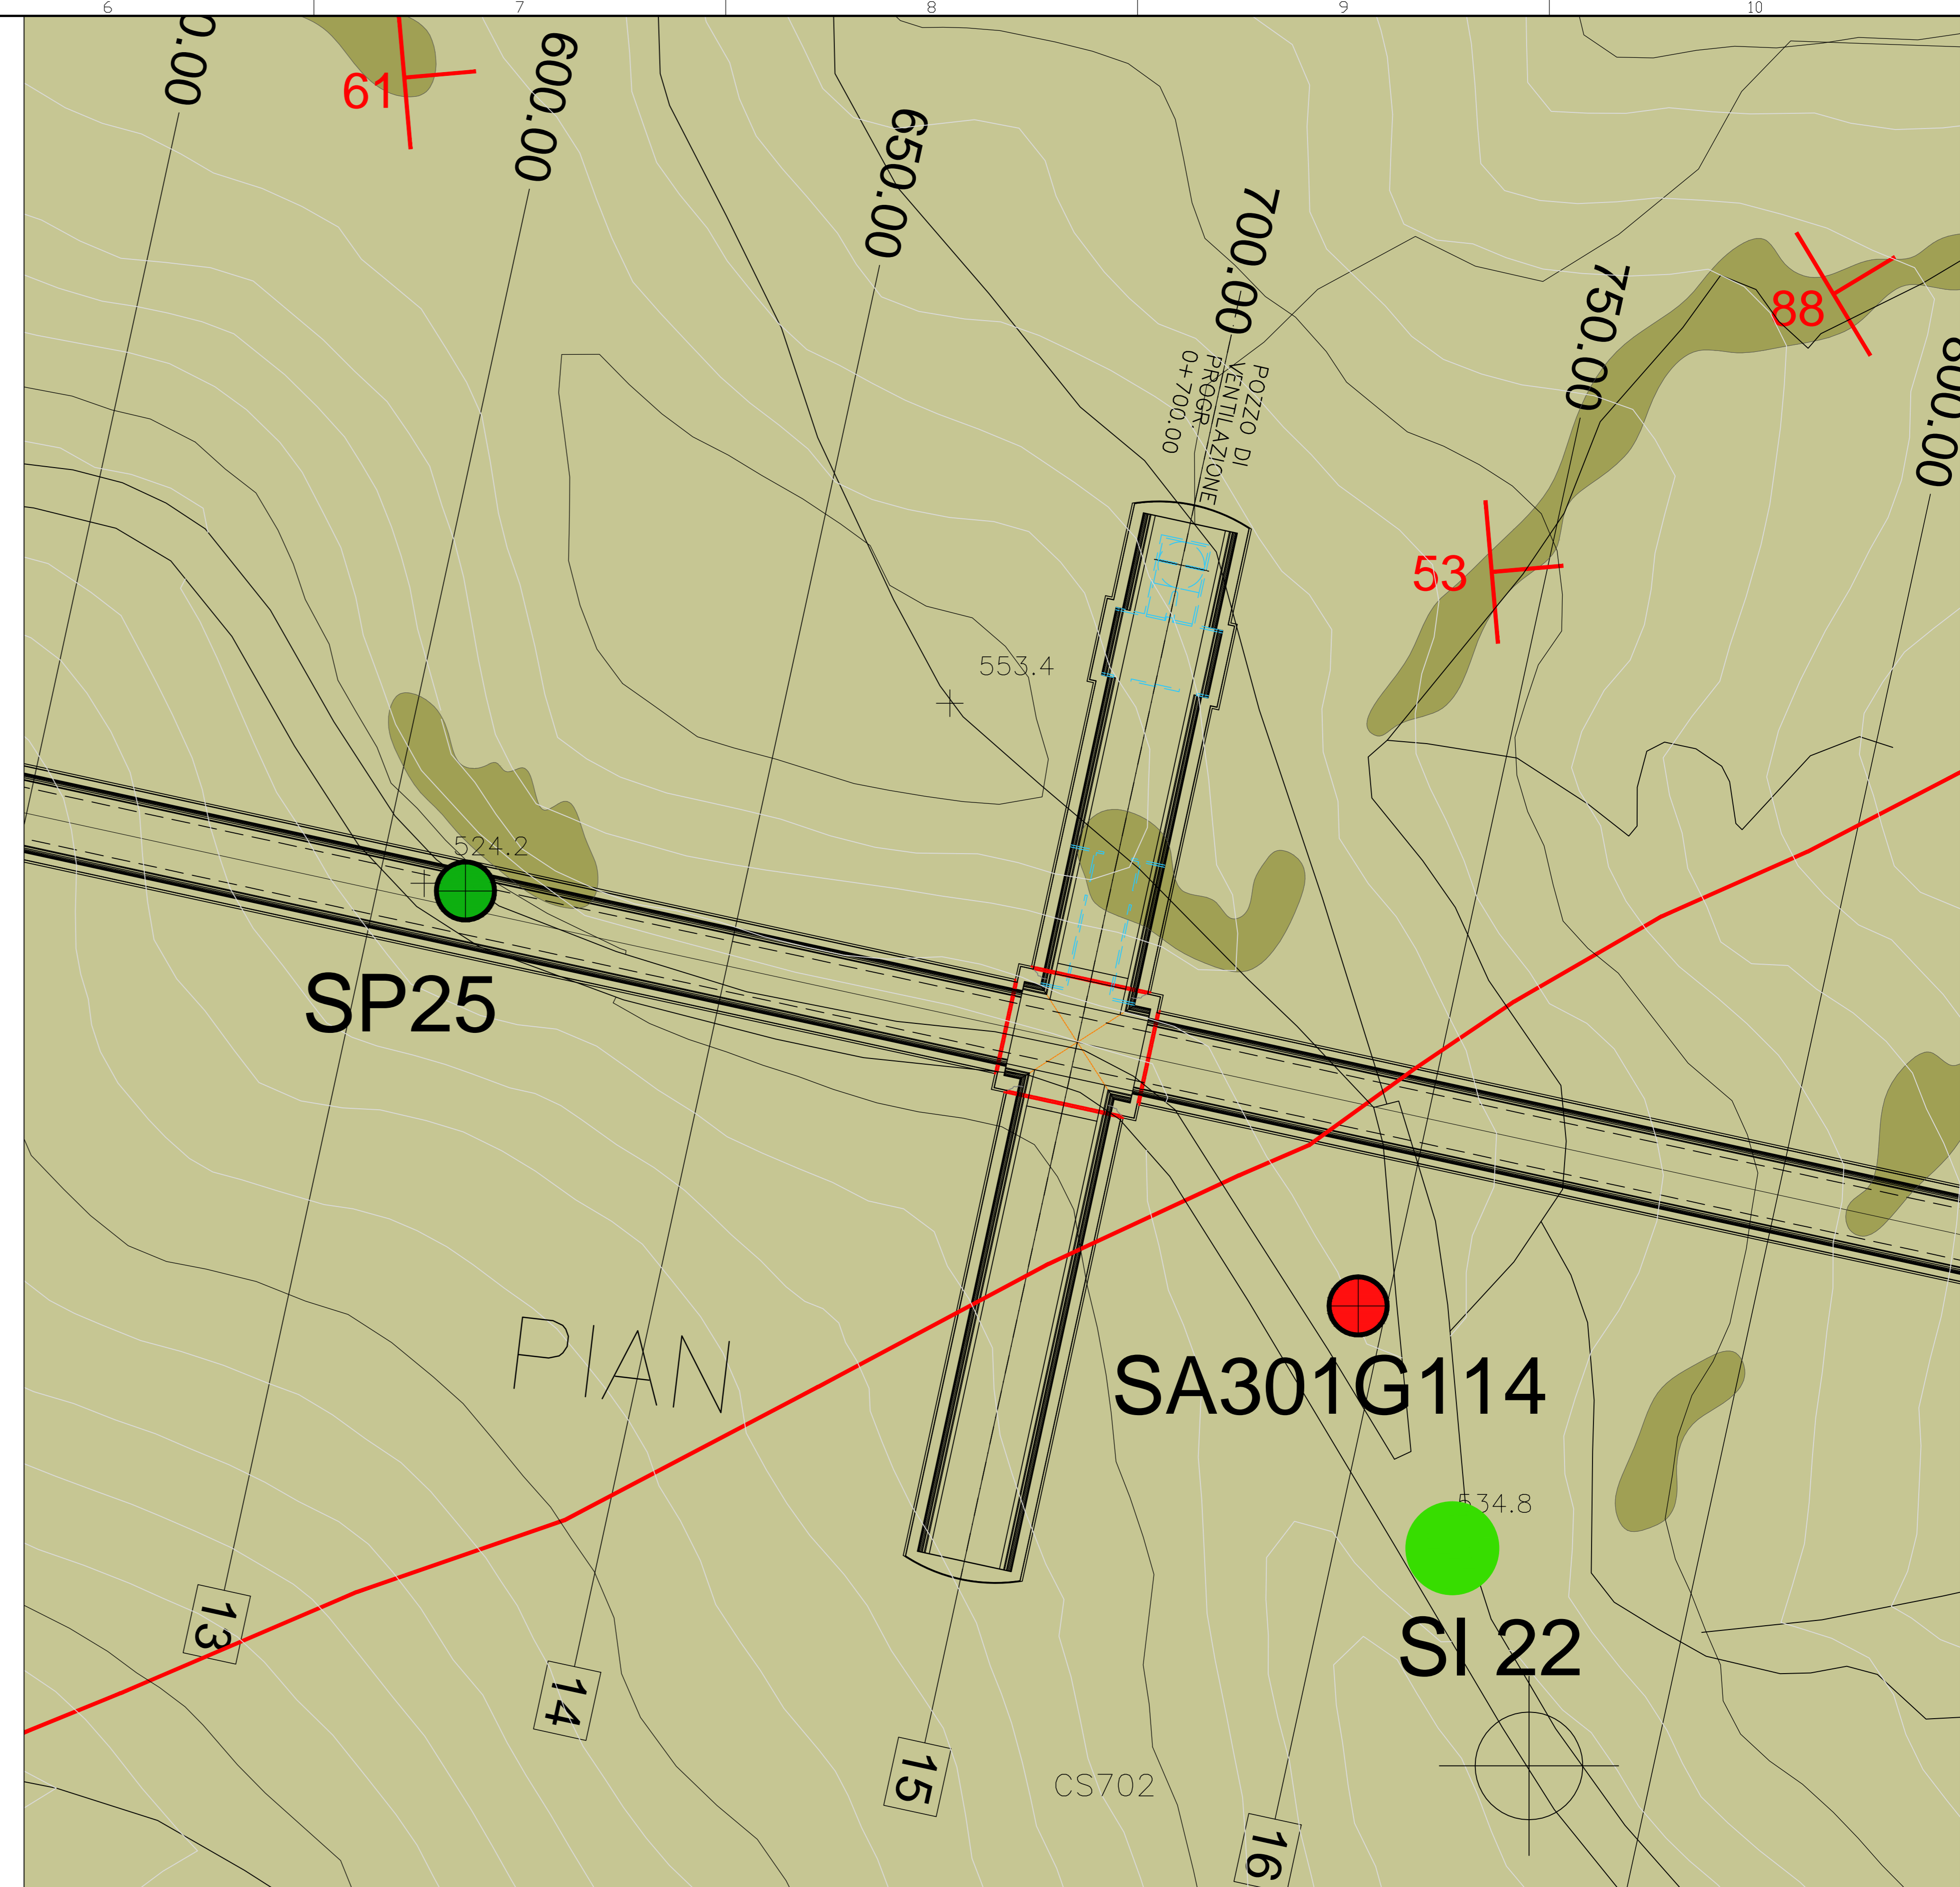 6
7
8
9
10
0.00
600.00
650.00
700.00
750.00
800.00
61
88
53
POZZO DI
VENTILAZIONE
PROGR.
0+700.00
553.4
524.2
SP25
PIAN
SA301G114
534.8
SI 22
13
14
15
16
CS702